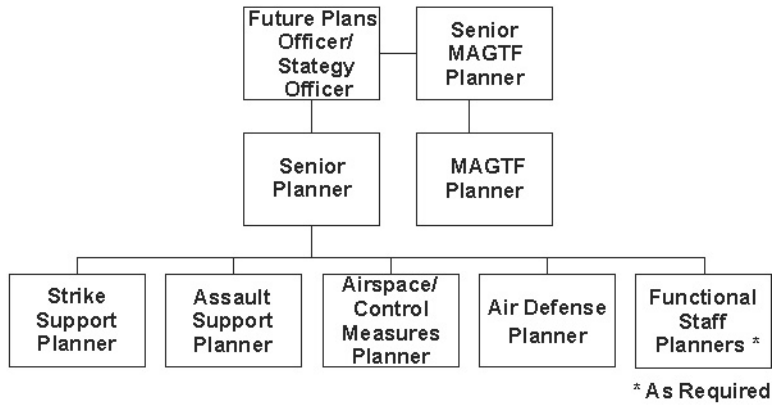 Future Plans
Officer/
Stategy
Officer
Senior
MAGTF
Planner
Senior
Planner
MAGTF
Planner
Strike
Support
Planner
Assault
Support
Planner
Airspace/
Control
Measures
Planner
Air Defense
Planner
Functional
Staff
Planners *
* As Required